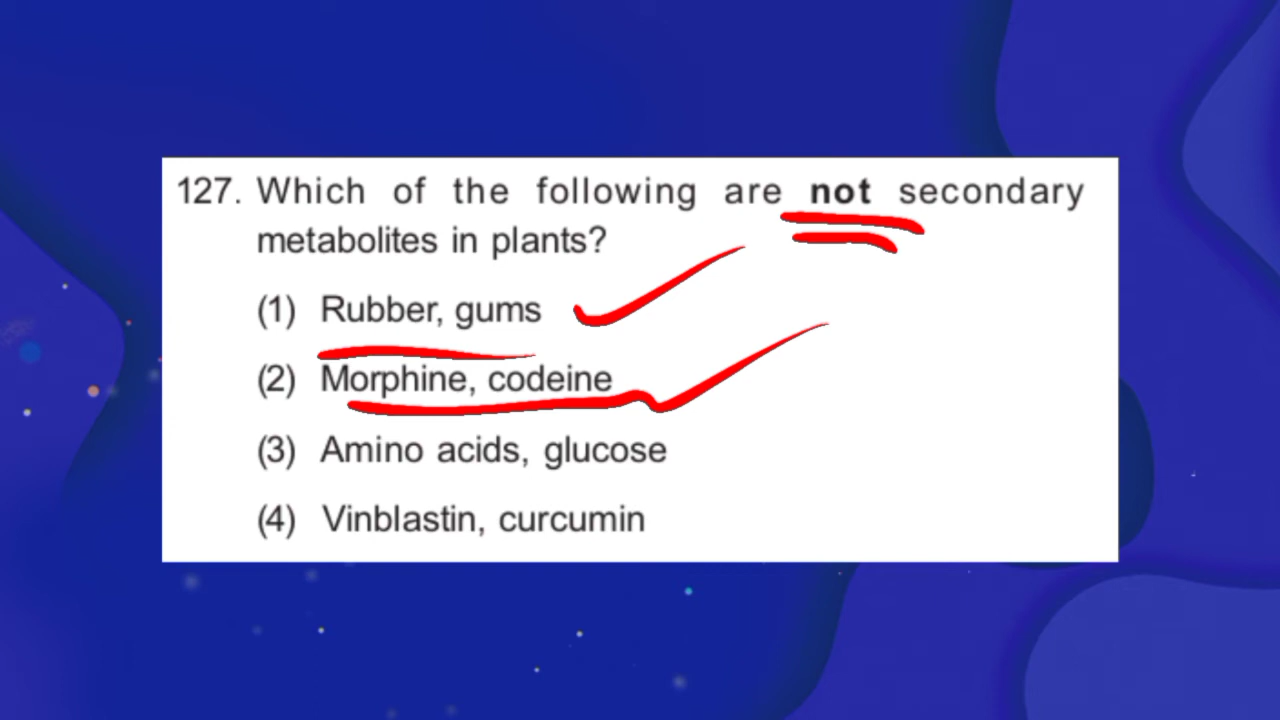 127. Which of the following are not secondary
metabolites in plants?
(1) Rubber, gums
(2) Morphine, codeine
(3) Amino acids, glucose
(4) Vinblastin, curcumin